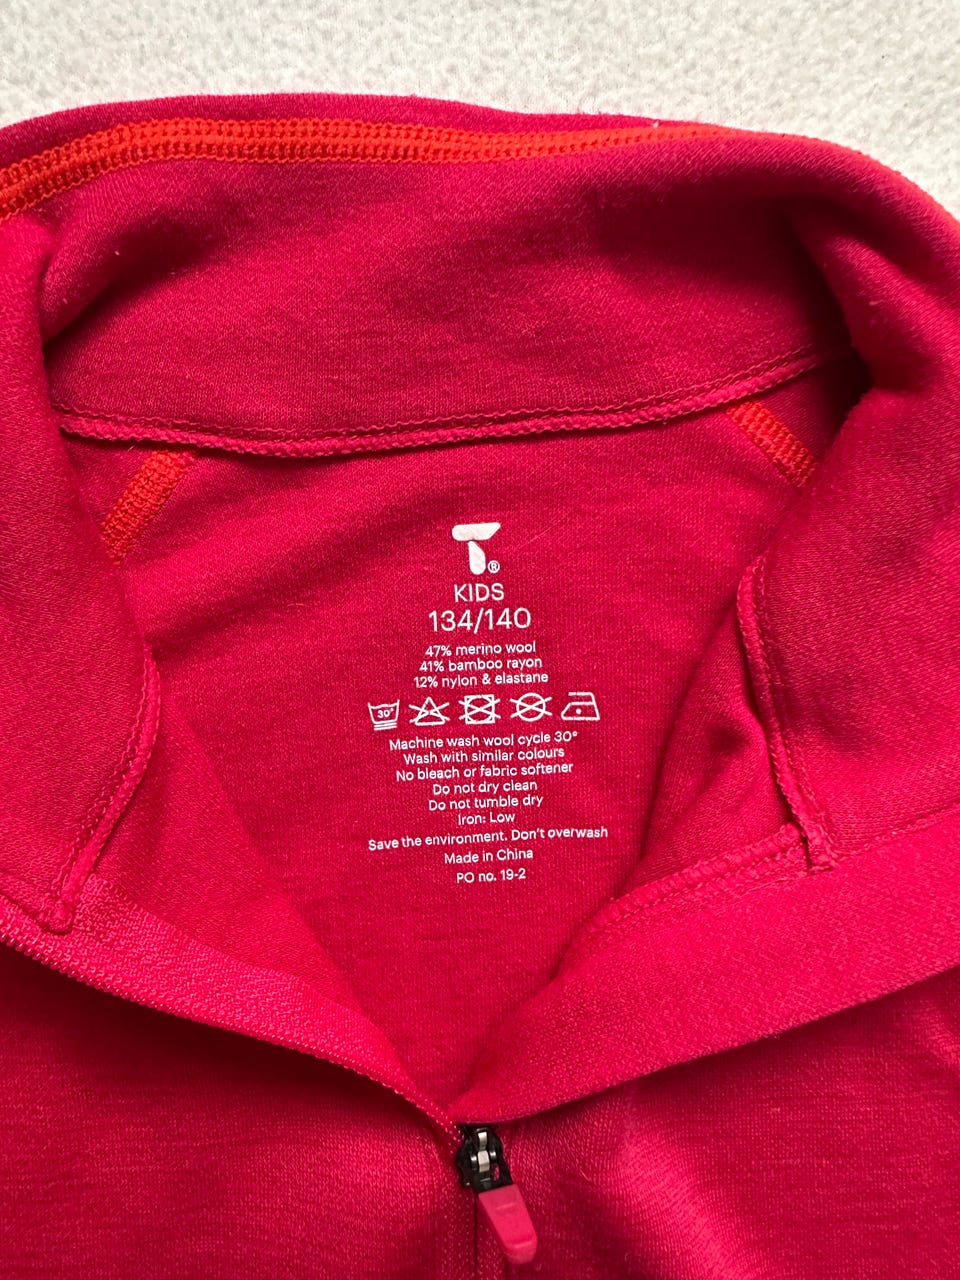 T®
KIDS
134/140
47% merino wool
41% bamboo rayon
12% nylon & elastane
30°
Machine wash wool cycle 30°
Wash with similar colours
No bleach or fabric softener
Do not dry clean
Do not tumble dry
Iron: Low
Save the environment. Don't overwash
Made in China
PO no. 19-2